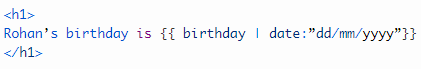 <h1>
Rohan’s birthday is {{ birthday | date:”dd/mm/yyyy”}}
</h1>